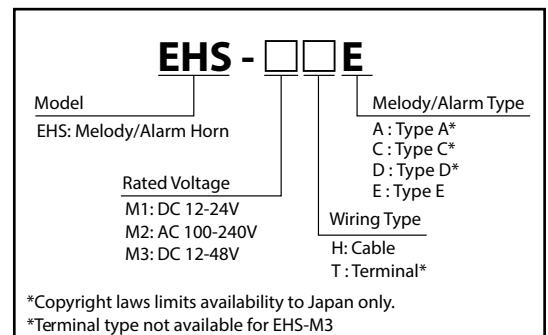 EHS - □□E
Model
EHS: Melody/Alarm Horn
Rated Voltage
M1: DC 12-24V
M2: AC 100-240V
M3: DC 12-48V
Melody/Alarm Type
A : Type A*
C : Type C*
D : Type D*
E : Type E
Wiring Type
H: Cable
T : Terminal*
*Copyright laws limits availability to Japan only.
*Terminal type not available for EHS-M3